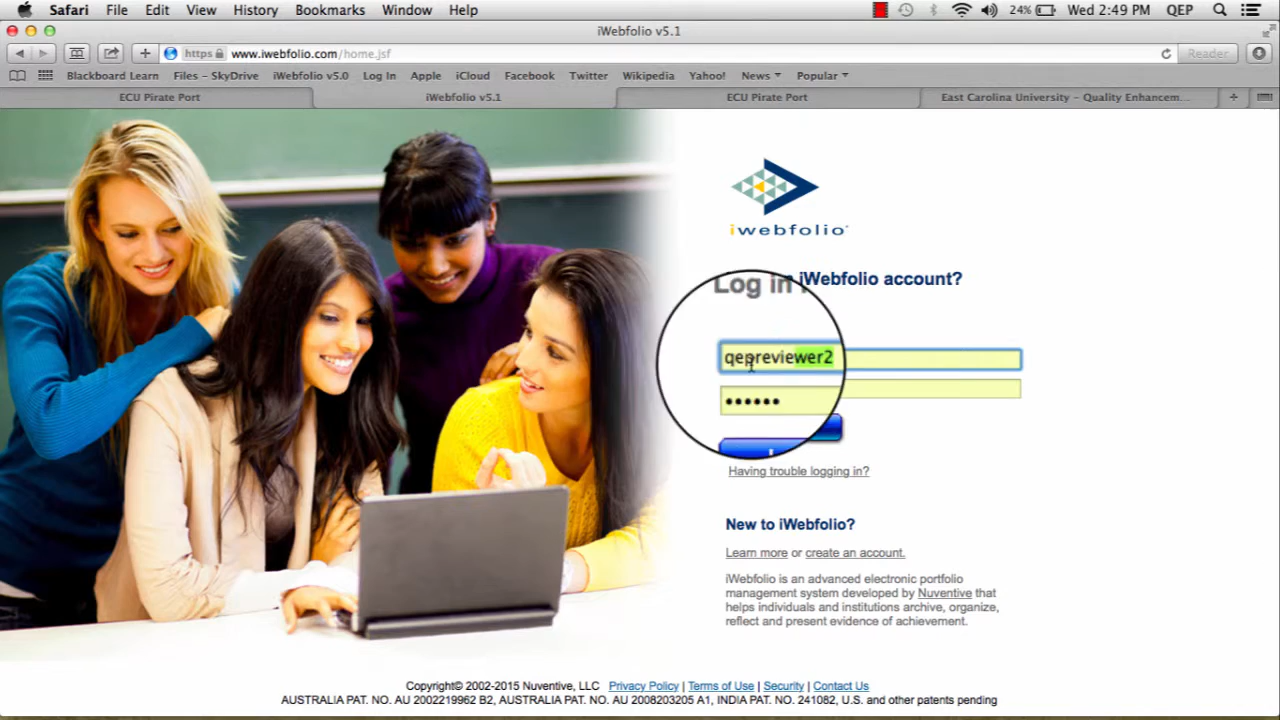 Safari File Edit View History Bookmarks Window Help 24% Wed 2:49 PM QEP
iWebfolio v5.1
https www.iwebfolio.com/home.jsf Reader
Blackboard Learn Files – SkyDrive iWebfolio v5.0 Log In Apple iCloud Facebook Twitter Wikipedia Yahoo! News Popular
ECU Pirate Port iWebfolio v5.1 ECU Pirate Port East Carolina University – Quality Enhancem...
iwebfolio
Log in iWebfolio account?
qepreviewer2
••••••
Having trouble logging in?
New to iWebfolio?
Learn more or create an account.
iWebfolio is an advanced electronic portfolio
management system developed by Nuventive that
helps individuals and institutions archive, organize,
reflect and present evidence of achievement.
Copyright© 2002-2015 Nuventive, LLC Privacy Policy | Terms of Use | Security | Contact Us
AUSTRALIA PAT. NO. AU 2002219962 B2, AUSTRALIA PAT. NO. AU 2008203205 A1, INDIA PAT. NO. 241082, U.S. and other patents pending